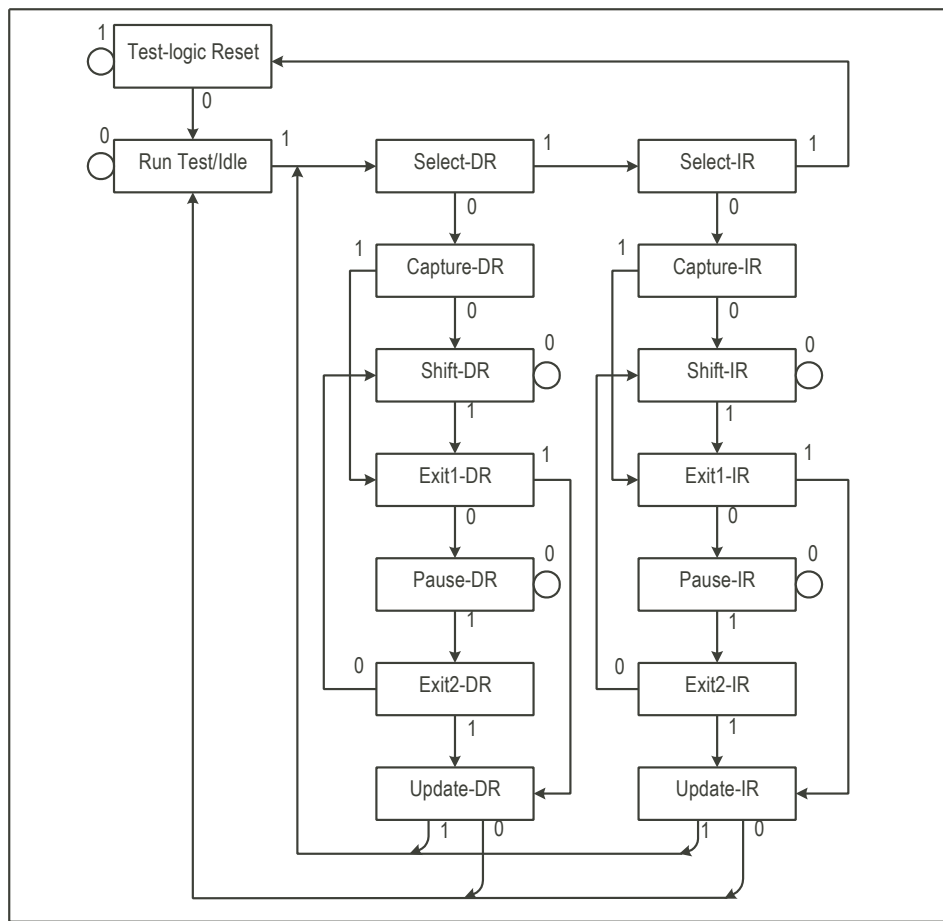 1
Test-logic Reset
0
0
Run Test/Idle
1
Select-DR
1
Select-IR
1
0
0
1
Capture-DR
1
Capture-IR
0
0
Shift-DR
0
Shift-IR
0
1
1
Exit1-DR
1
Exit1-IR
1
0
0
Pause-DR
0
Pause-IR
0
1
1
0
Exit2-DR
0
Exit2-IR
1
1
Update-DR
Update-IR
1
0
1
0